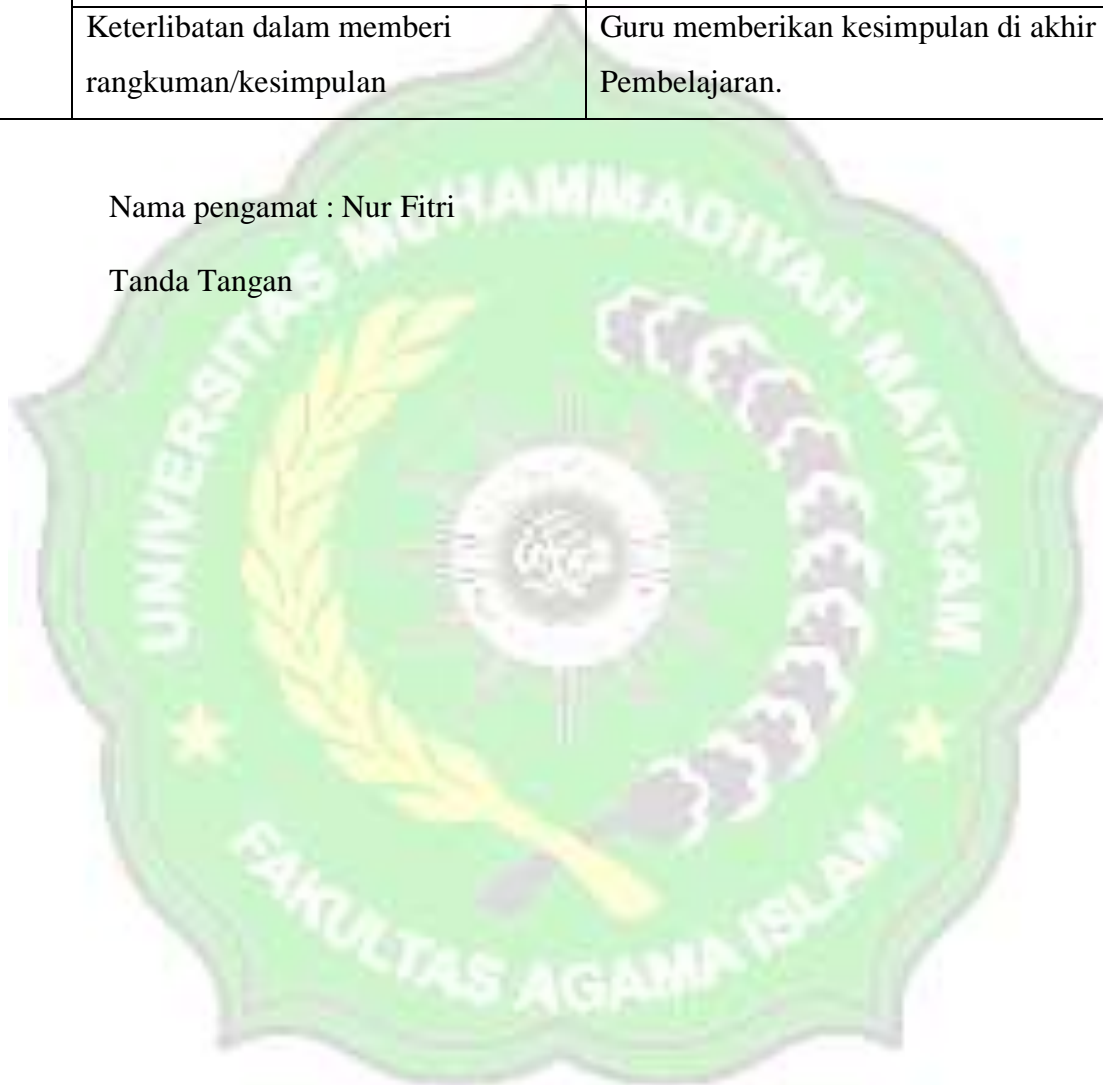 Keterlibatan dalam memberi
rangkuman/kesimpulan
Guru memberikan kesimpulan di akhir
Pembelajaran.
Nama pengamat : Nur Fitri
Tanda Tangan
UNIVERSITAS MUHAMMADIYAH MATARAM
FAKULTAS AGAMA ISLAM